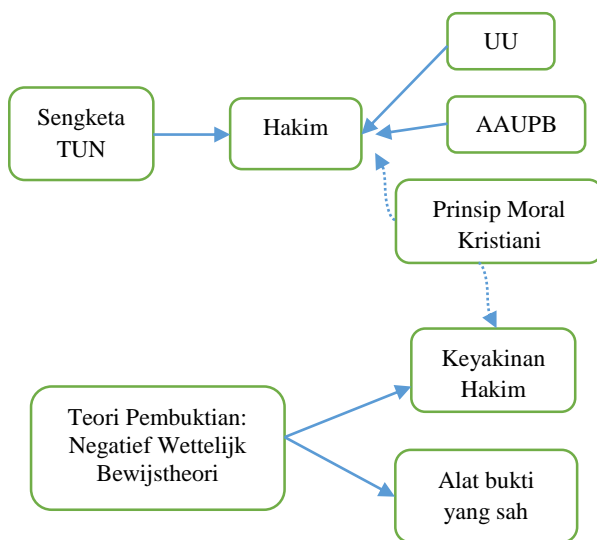 UU
Sengketa
TUN
Hakim
AAUPB
Prinsip Moral
Kristiani
Keyakinan
Hakim
Teori Pembuktian:
Negatief Wettelijk
Bewijstheori
Alat bukti
yang sah